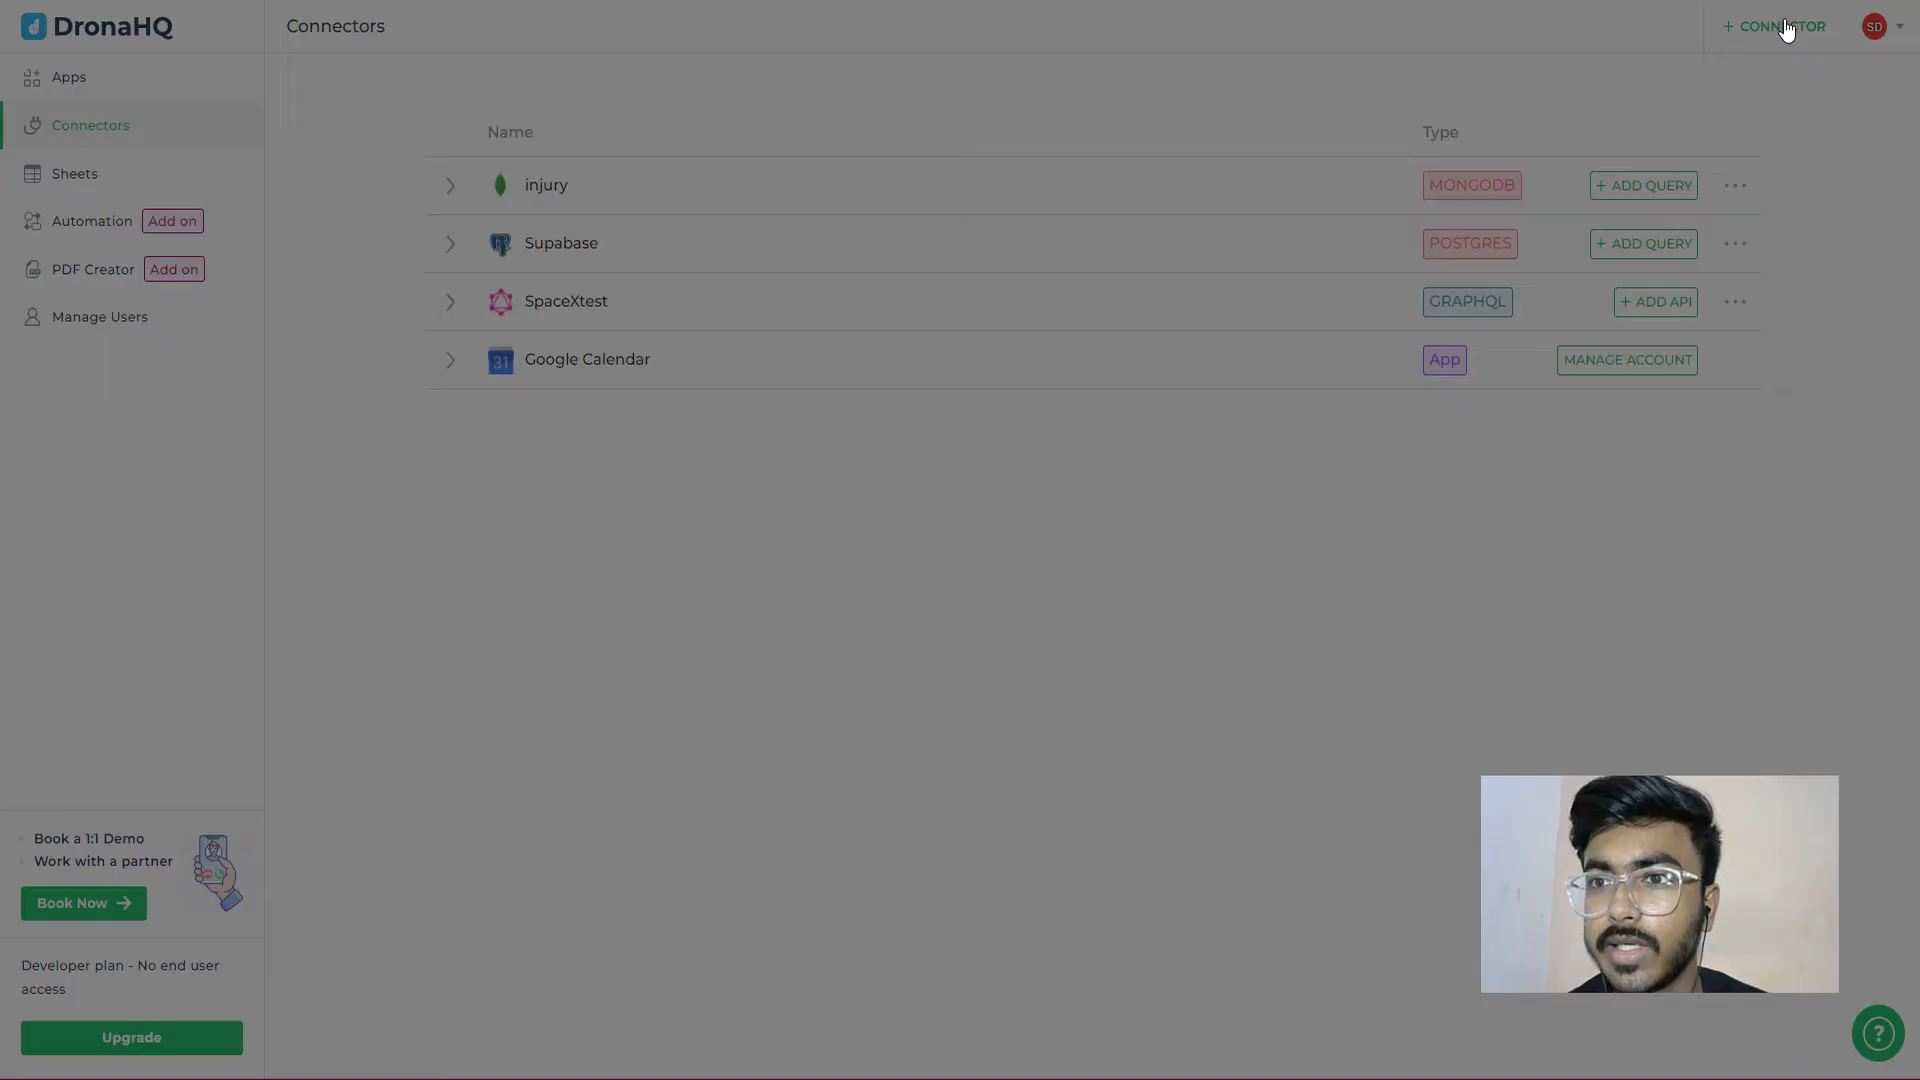 DronaHQ
Connectors
+ CONNECTOR
SD
Apps
Connectors
Sheets
Automation Add on
PDF Creator Add on
Manage Users
Name Type
injury MONGODB + ADD QUERY
Supabase POSTGRES + ADD QUERY
SpaceXtest GRAPHQL + ADD API
31 Google Calendar App MANAGE ACCOUNT
Book a 1:1 Demo
Work with a partner
Book Now
Developer plan - No end user
access
Upgrade
?